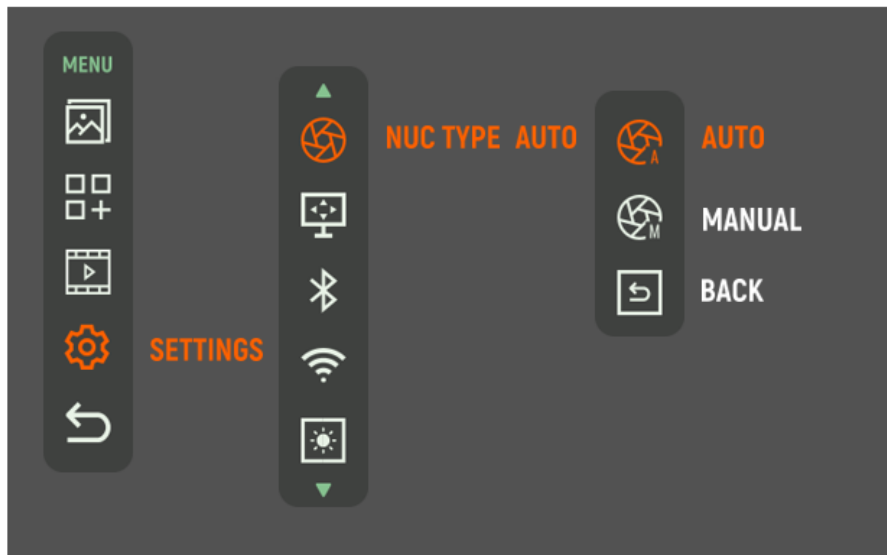 MENU
SETTINGS
NUC TYPE AUTO
A AUTO
M MANUAL
BACK